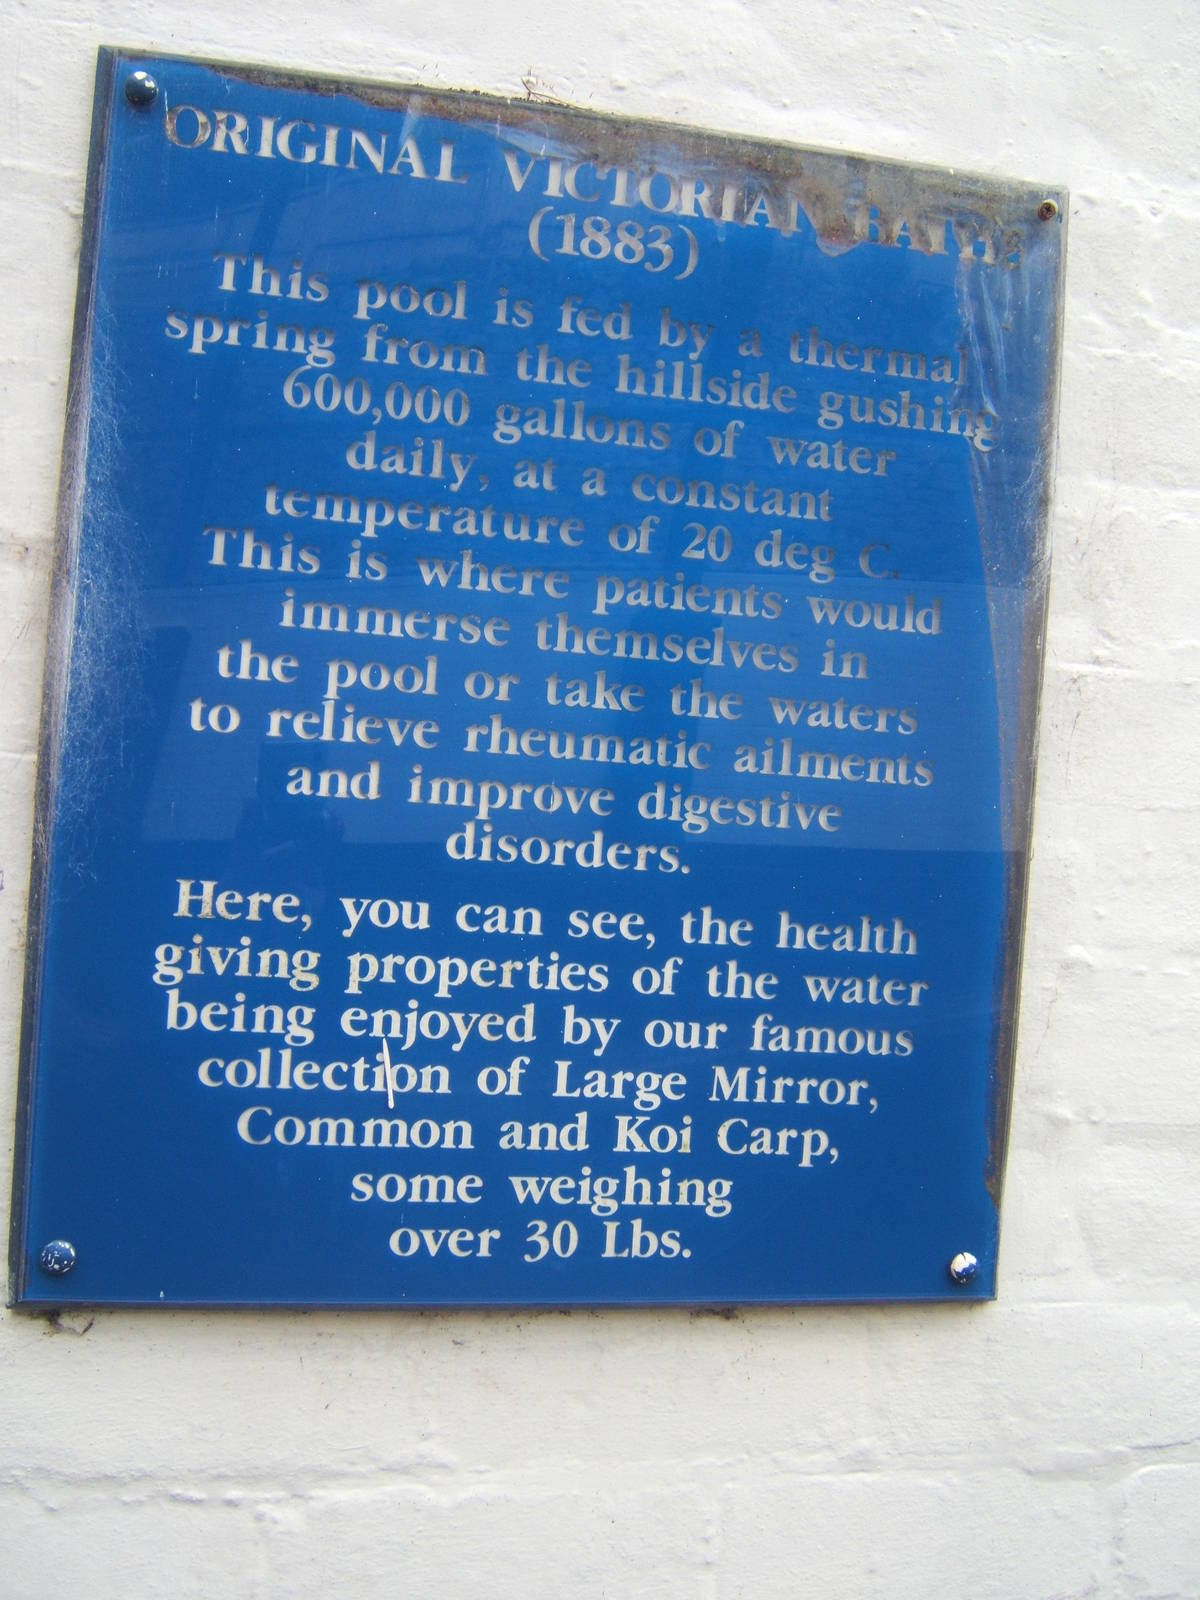 ORIGINAL VICTORIAN BATHS
(1883)
This pool is fed by a thermal
spring from the hillside gushing
600,000 gallons of water
daily, at a constant
temperature of 20 deg C.
This is where patients would
immerse themselves in
the pool or take the waters
to relieve rheumatic ailments
and improve digestive
disorders.
Here, you can see, the health
giving properties of the water
being enjoyed by our famous
collection of Large Mirror,
Common and Koi Carp,
some weighing
over 30 Lbs.